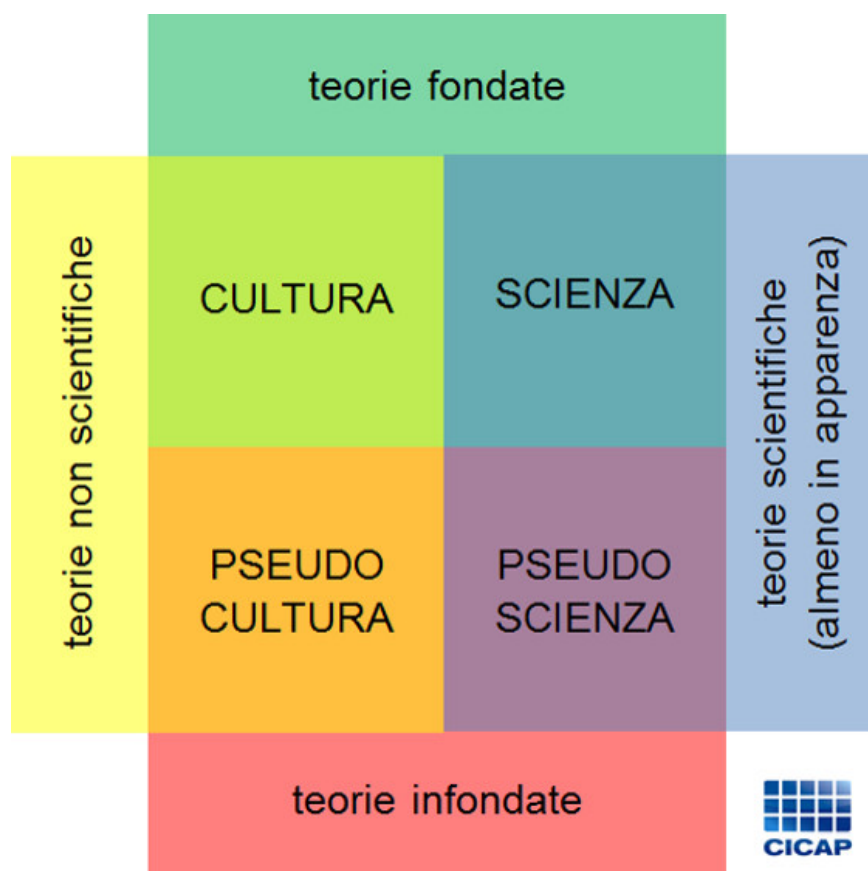 teorie fondate
teorie non scientifiche
CULTURA
SCIENZA
teorie scientifiche
(almeno in apparenza)
PSEUDO
CULTURA
PSEUDO
SCIENZA
teorie infondate
CICAP